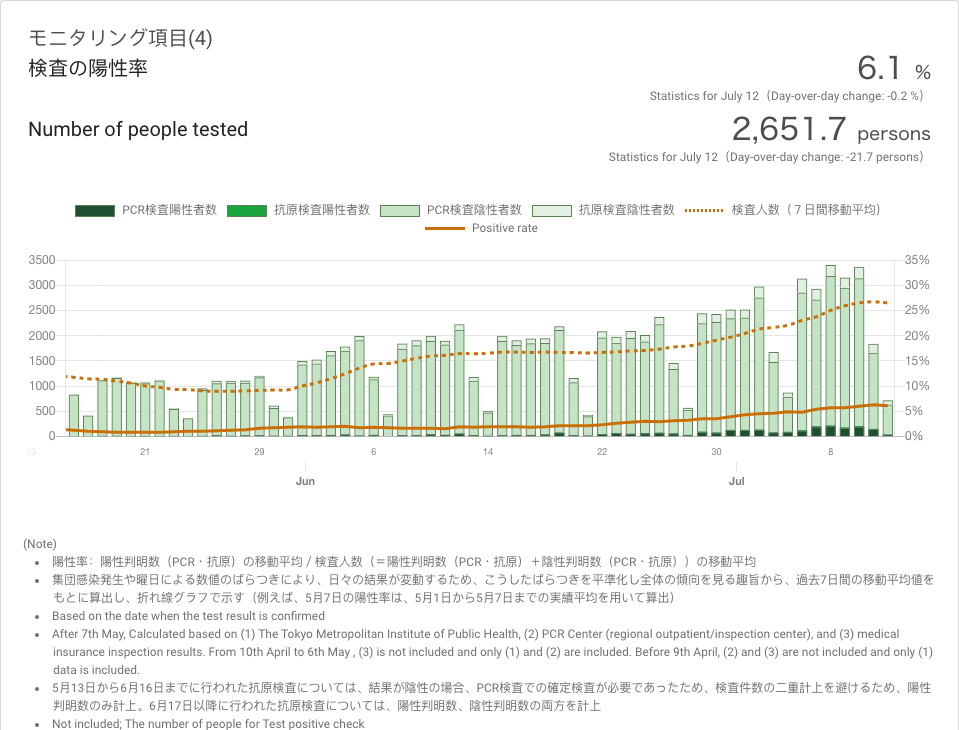 モニタリング項目(4)
検査の陽性率
6.1 %
Statistics for July 12（Day-over-day change: -0.2 %）
Number of people tested
2,651.7 persons
Statistics for July 12（Day-over-day change: -21.7 persons）
PCR検査陽性者数 抗原検査陽性者数 PCR検査陰性者数 抗原検査陰性者数 検査人数（７日間移動平均）
Positive rate
3500 35%
3000 30%
2500 25%
2000 20%
1500 15%
1000 10%
500 5%
0 0%
13 21 29 6 14 22 30 8
Jun Jul
(Note)
陽性率：陽性判明数（PCR・抗原）の移動平均 / 検査人数（＝陽性判明数（PCR・抗原）＋陰性判明数（PCR・抗原））の移動平均
集団感染発生や曜日による数値のばらつきにより、日々の結果が変動するため、こうしたばらつきを平準化し全体の傾向を見る趣旨から、過去7日間の移動平均値を
もとに算出し、折れ線グラフで示す（例えば、5月7日の陽性率は、5月1日から5月7日までの実績平均を用いて算出）
Based on the date when the test result is confirmed
After 7th May, Calculated based on (1) The Tokyo Metropolitan Institute of Public Health, (2) PCR Center (regional outpatient/inspection center), and (3) medical
insurance inspection results. From 10th April to 6th May , (3) is not included and only (1) and (2) are included. Before 9th April, (2) and (3) are not included and only (1)
data is included.
5月13日から6月16日までに行われた抗原検査については、結果が陰性の場合、PCR検査での確定検査が必要であったため、検査件数の二重計上を避けるため、陽性
判明数のみ計上。6月17日以降に行われた抗原検査については、陽性判明数、陰性判明数の両方を計上
Not included; The number of people for Test positive check